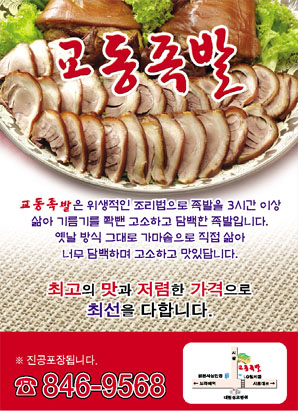 교동족발
교동족발은 위생적인 조리법으로 족발을 3시간 이상
삶아 기름기를 쫙뺀 고소하고 담백한 족발입니다.
옛날 방식 그대로 가마솥으로 직접 삶아
너무 담백하며 고소하고 맛있답니다.
최고의 맛과 저렴한 가격으로
최선을 다합니다.
※ 진공포장됩니다.
☎ 846-9568
교동족발